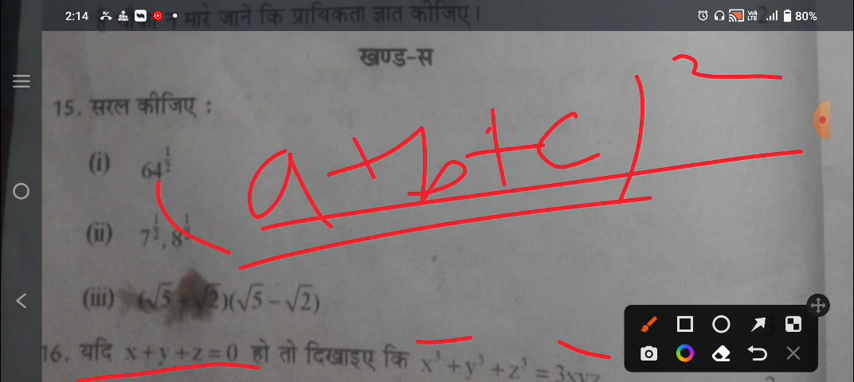 2:14 80%
मारे जाने कि प्रायिकता ज्ञात कीजिए।
खण्ड-स
15. सरल कीजिए :
a+b+c)²
(i) 64^{1/2}
(ii) 7^{1/2}, 8^{1/2}
(iii) (√5 + √2)(√5 − √2)
16. यदि x + y + z = 0 हो तो दिखाइए कि x³ + y³ + z³ = 3xyz